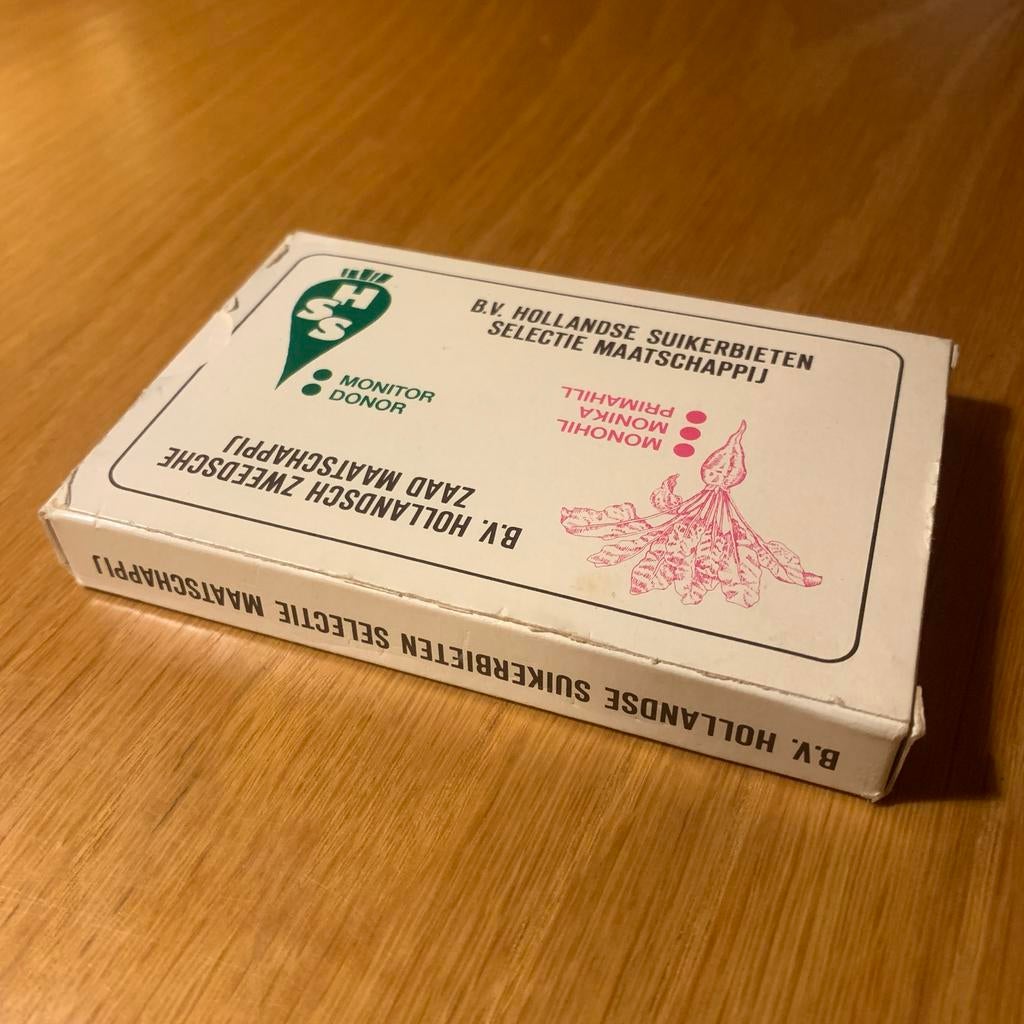 HSS
B.V. HOLLANDSE SUIKERBIETEN
SELECTIE MAATSCHAPPIJ
MONITOR
DONOR
B.V. HOLLANDSCH ZWEEDSCHE
ZAAD MAATSCHAPPIJ
MONOHIL
MONIKA
PRIMAHILL
B.V. HOLLANDSE SUIKERBIETEN SELECTIE MAATSCHAPPIJ